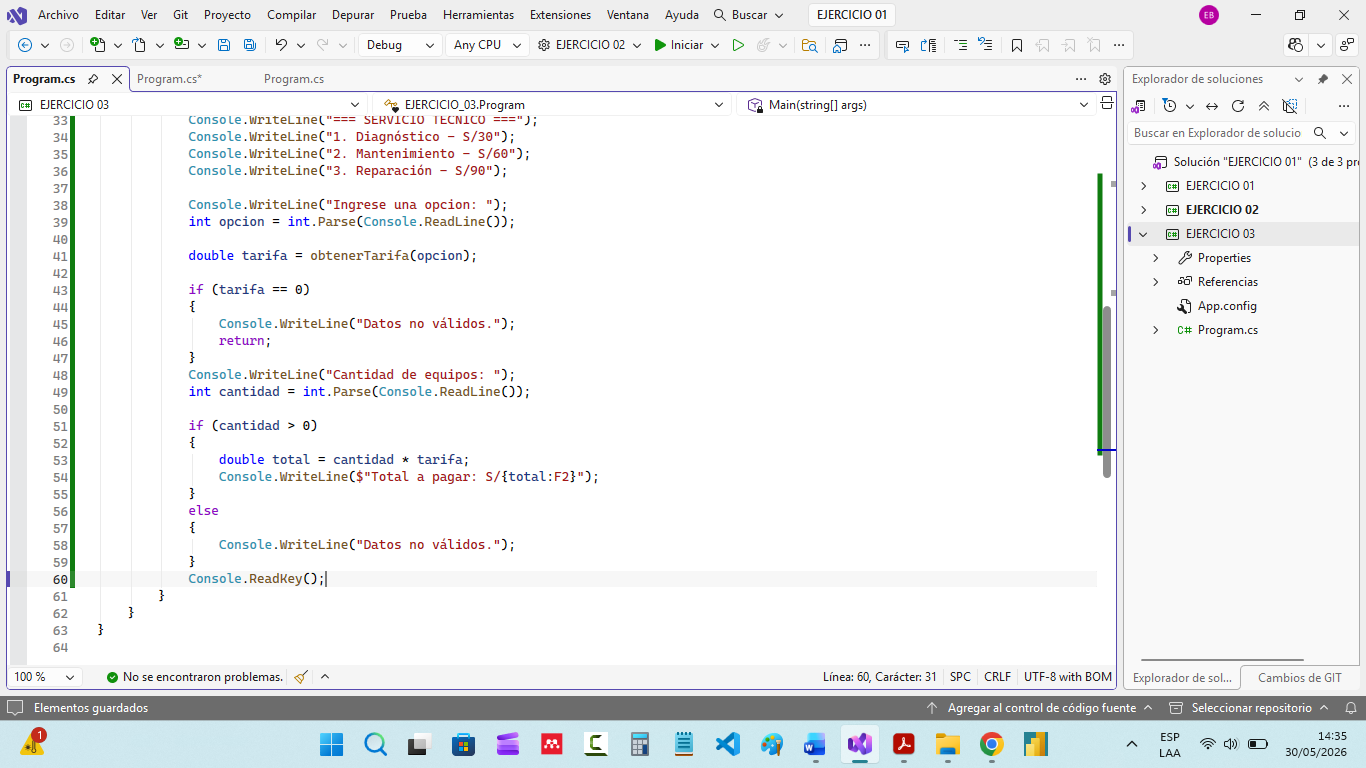 Archivo Editar Ver Git Proyecto Compilar Depurar Prueba Herramientas Extensiones Ventana Ayuda Buscar EJERCICIO 01 EB
Debug Any CPU EJERCICIO 02 Iniciar
Program.cs Program.cs* Program.cs
EJERCICIO 03 EJERCICIO_03.Program Main(string[] args)
33 Console.WriteLine("=== SERVICIO TECNICO ===");
34 Console.WriteLine("1. Diagnóstico - S/30");
35 Console.WriteLine("2. Mantenimiento - S/60");
36 Console.WriteLine("3. Reparación - S/90");
37
38 Console.WriteLine("Ingrese una opcion: ");
39 int opcion = int.Parse(Console.ReadLine());
40
41 double tarifa = obtenerTarifa(opcion);
42
43 if (tarifa == 0)
44 {
45 Console.WriteLine("Datos no válidos.");
46 return;
47 }
48 Console.WriteLine("Cantidad de equipos: ");
49 int cantidad = int.Parse(Console.ReadLine());
50
51 if (cantidad > 0)
52 {
53 double total = cantidad * tarifa;
54 Console.WriteLine($"Total a pagar: S/{total:F2}");
55 }
56 else
57 {
58 Console.WriteLine("Datos no válidos.");
59 }
60 Console.ReadKey();
61 }
62 }
63 }
64
100 % No se encontraron problemas. Línea: 60, Carácter: 31 SPC CRLF UTF-8 with BOM
Explorador de soluciones
Buscar en Explorador de solucio
Solución "EJERCICIO 01" (3 de 3 pr
EJERCICIO 01
EJERCICIO 02
EJERCICIO 03
Properties
Referencias
App.config
C# Program.cs
Explorador de sol... Cambios de GIT
Elementos guardados Agregar al control de código fuente Seleccionar repositorio
1
ESP
LAA
14:35
30/05/2026